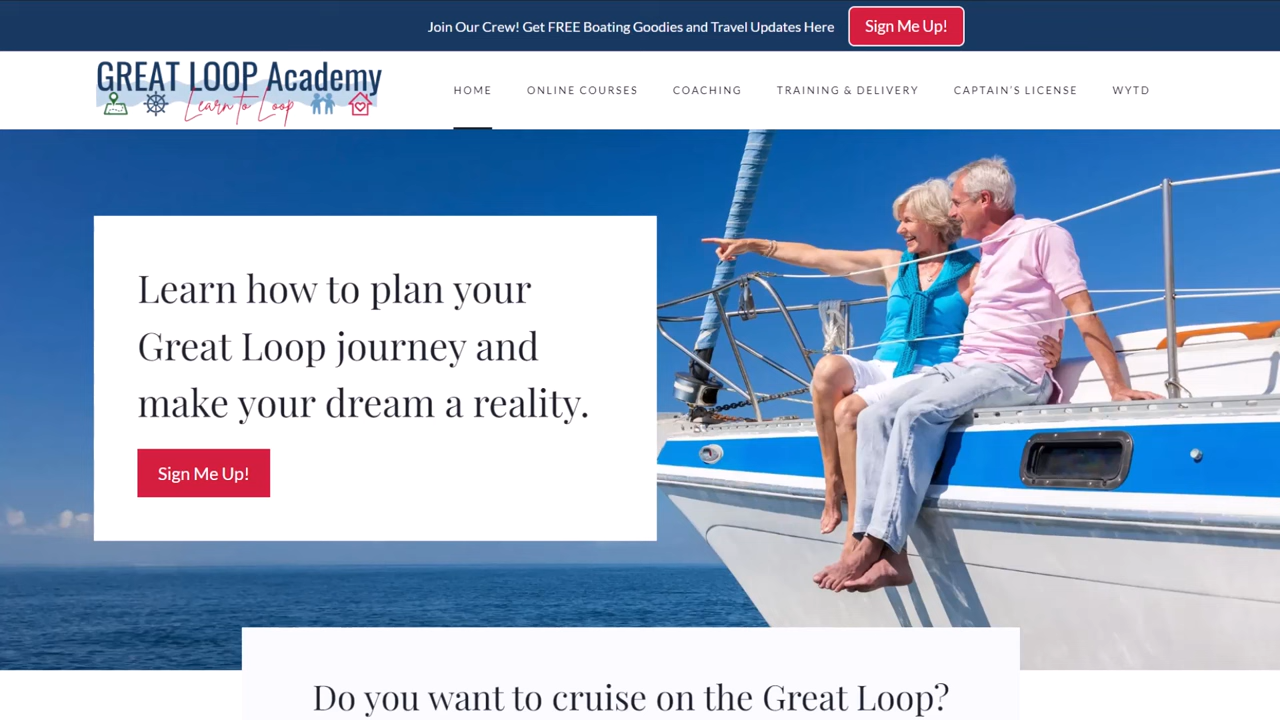 Join Our Crew! Get FREE Boating Goodies and Travel Updates Here
Sign Me Up!
GREAT LOOP Academy
Learn to Loop
HOME
ONLINE COURSES
COACHING
TRAINING & DELIVERY
CAPTAIN'S LICENSE
WYTD
Learn how to plan your
Great Loop journey and
make your dream a reality.
Sign Me Up!
Do you want to cruise on the Great Loop?